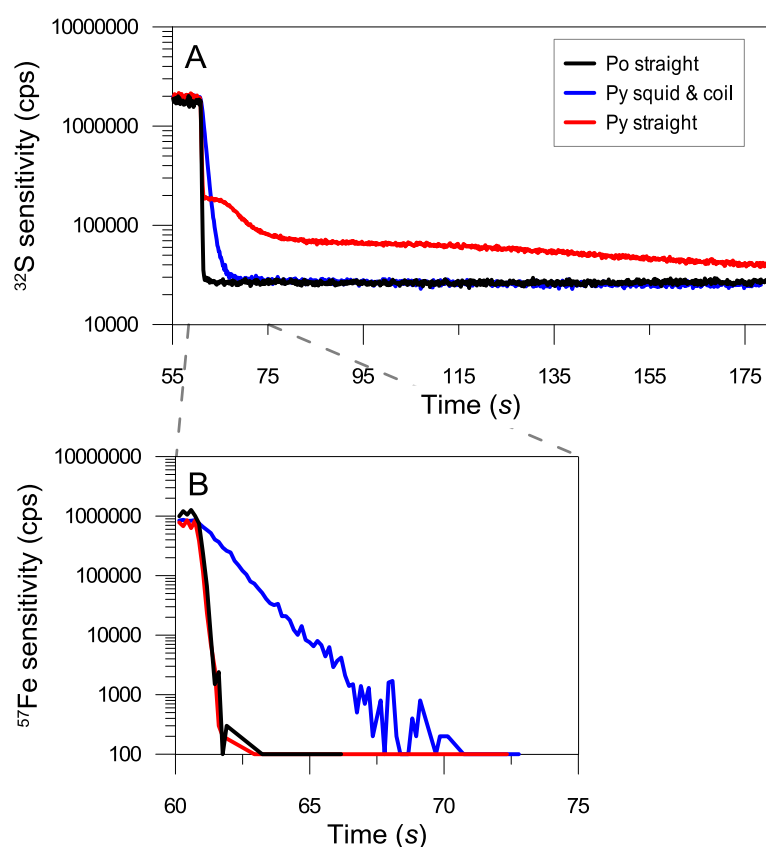 A
10000000
1000000
100000
10000
³²S sensitivity (cps)
Po straight
Py squid & coil
Py straight
55 75 95 115 135 155 175
Time (s)
B
10000000
1000000
100000
10000
1000
100
⁵⁷Fe sensitivity (cps)
60 65 70 75
Time (s)